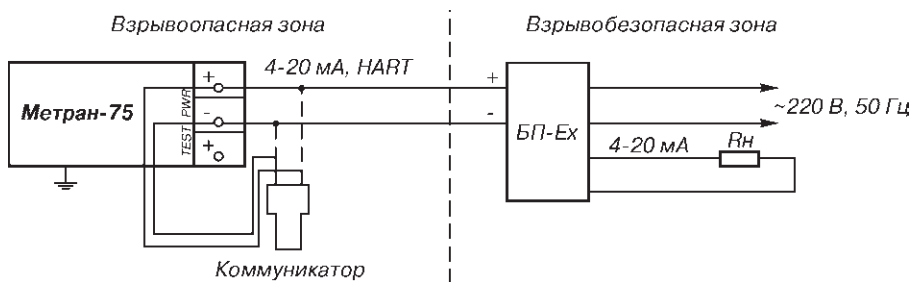 Взрывоопасная зона
Взрывобезопасная зона
4-20 мА, HART
Метран-75
TEST PWR
+
-
+
+
-
БП-Ex
~220 В, 50 Гц
4-20 мА
Rн
Коммуникатор